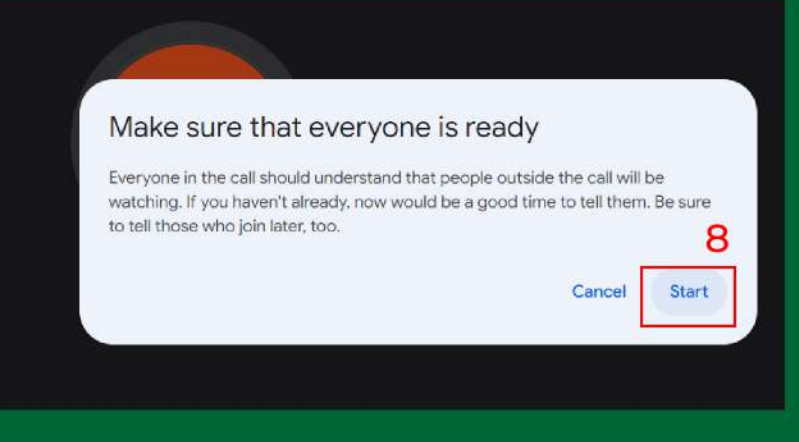 Make sure that everyone is ready
Everyone in the call should understand that people outside the call will be
watching. If you haven't already, now would be a good time to tell them. Be sure
to tell those who join later, too.
8
Cancel Start